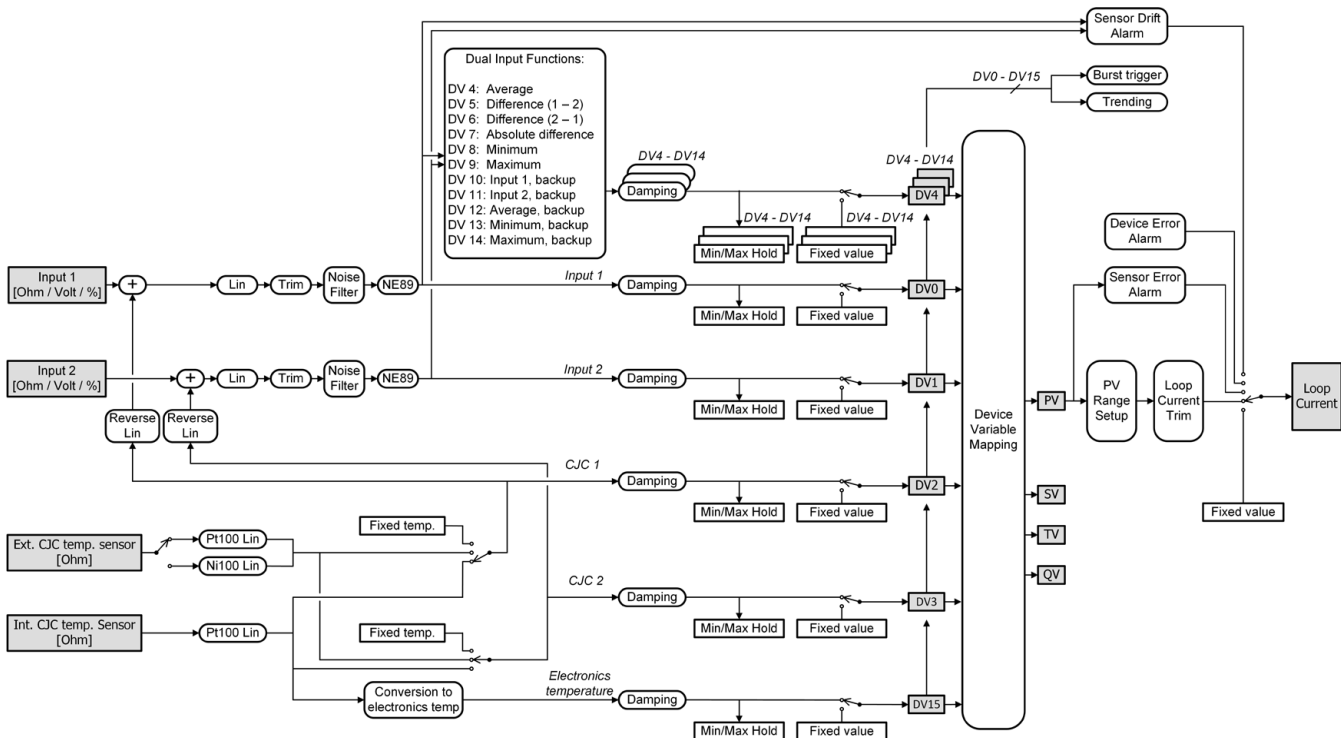 Sensor Drift
Alarm
Dual Input Functions:
DV 4: Average
DV 5: Difference (1 – 2)
DV 6: Difference (2 – 1)
DV 7: Absolute difference
DV 8: Minimum
DV 9: Maximum
DV 10: Input 1, backup
DV 11: Input 2, backup
DV 12: Average, backup
DV 13: Minimum, backup
DV 14: Maximum, backup
DV0 - DV15
Burst trigger
Trending
DV4 - DV14
Damping
DV4 - DV14
DV4
DV4 - DV14
Min/Max Hold
DV4 - DV14
Fixed value
Device Error
Alarm
Sensor Error
Alarm
Input 1
[Ohm / Volt / %]
+
Lin
Trim
Noise
Filter
NE89
Input 1
Damping
Min/Max Hold
Fixed value
DV0
Input 2
[Ohm / Volt / %]
+
Lin
Trim
Noise
Filter
NE89
Input 2
Damping
Min/Max Hold
Fixed value
DV1
Reverse
Lin
Reverse
Lin
Device
Variable
Mapping
PV
PV
Range
Setup
Loop
Current
Trim
Loop
Current
Fixed value
SV
TV
QV
CJC 1
Damping
Min/Max Hold
Fixed value
DV2
Ext. CJC temp. sensor
[Ohm]
Pt100 Lin
Ni100 Lin
Fixed temp.
CJC 2
Damping
Min/Max Hold
Fixed value
DV3
Int. CJC temp. Sensor
[Ohm]
Pt100 Lin
Fixed temp.
Conversion to
electronics temp
Electronics
temperature
Damping
Min/Max Hold
Fixed value
DV15